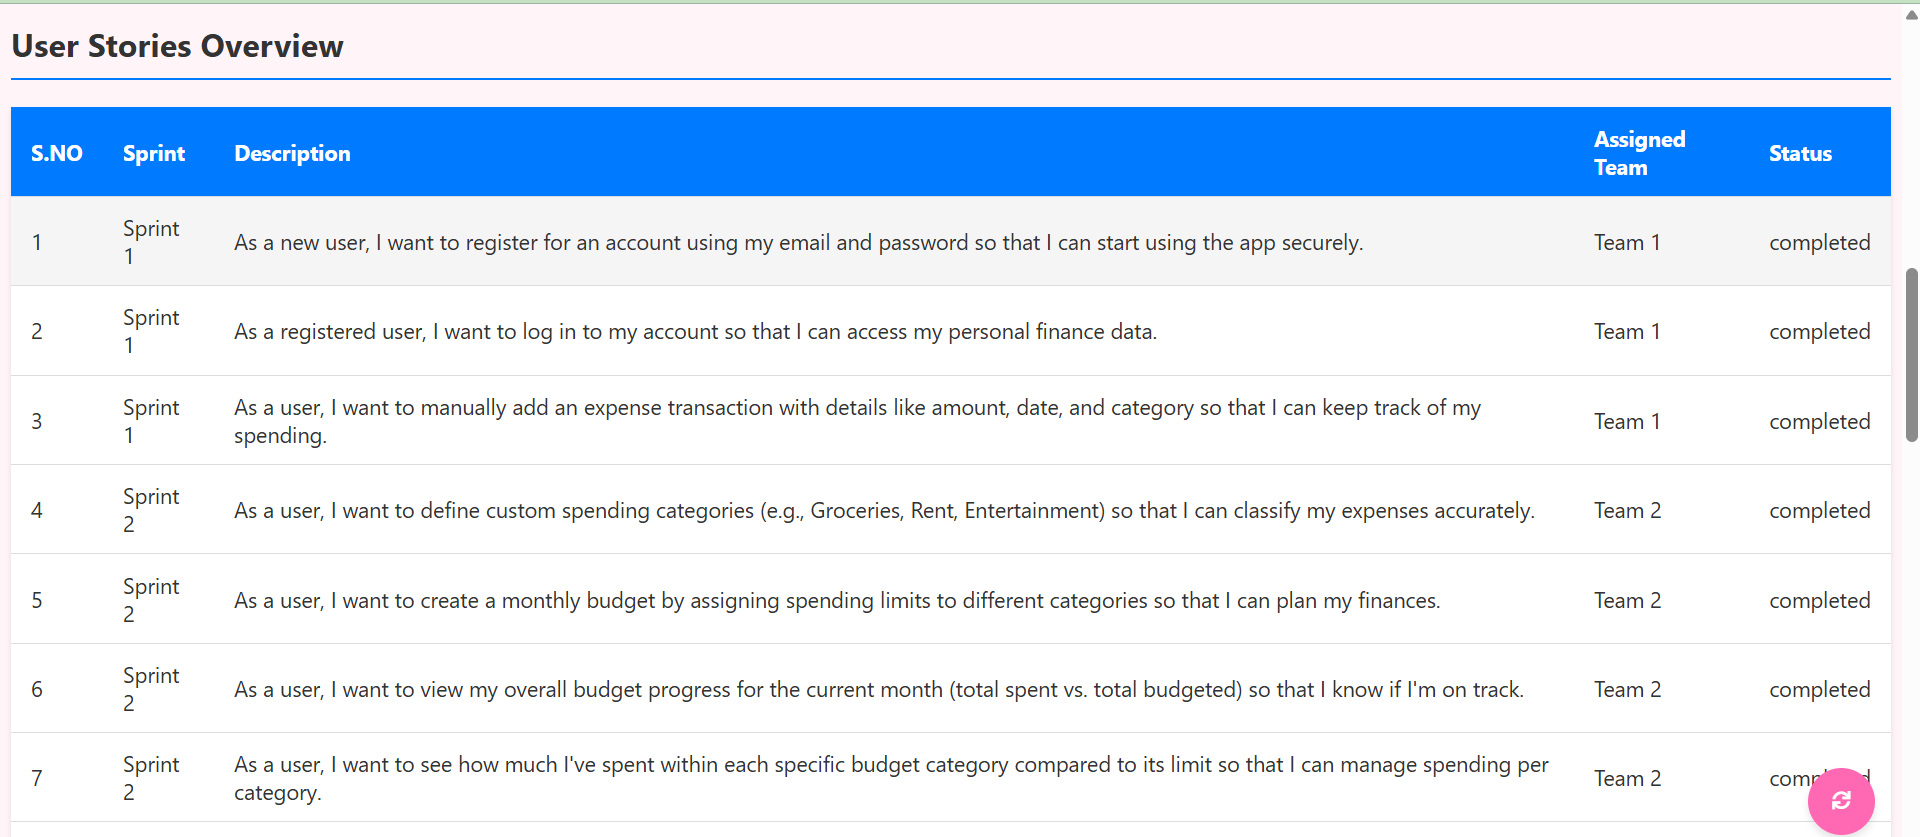 User Stories Overview
S.NO Sprint Description Assigned Team Status
1 Sprint 1 As a new user, I want to register for an account using my email and password so that I can start using the app securely. Team 1 completed
2 Sprint 1 As a registered user, I want to log in to my account so that I can access my personal finance data. Team 1 completed
3 Sprint 1 As a user, I want to manually add an expense transaction with details like amount, date, and category so that I can keep track of my spending. Team 1 completed
4 Sprint 2 As a user, I want to define custom spending categories (e.g., Groceries, Rent, Entertainment) so that I can classify my expenses accurately. Team 2 completed
5 Sprint 2 As a user, I want to create a monthly budget by assigning spending limits to different categories so that I can plan my finances. Team 2 completed
6 Sprint 2 As a user, I want to view my overall budget progress for the current month (total spent vs. total budgeted) so that I know if I'm on track. Team 2 completed
7 Sprint 2 As a user, I want to see how much I've spent within each specific budget category compared to its limit so that I can manage spending per category. Team 2